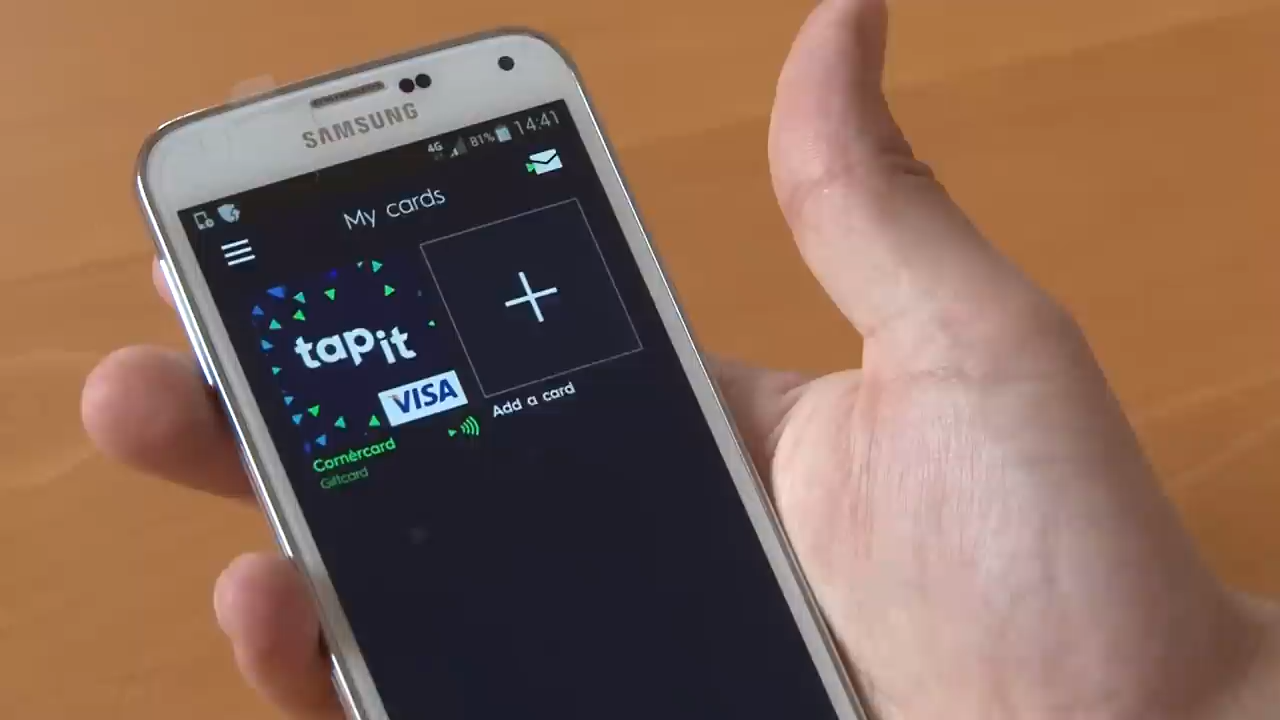 SAMSUNG
4G 81% 14:41
My cards
tapit
VISA
Add a card
Cornèrcard
Giftcard